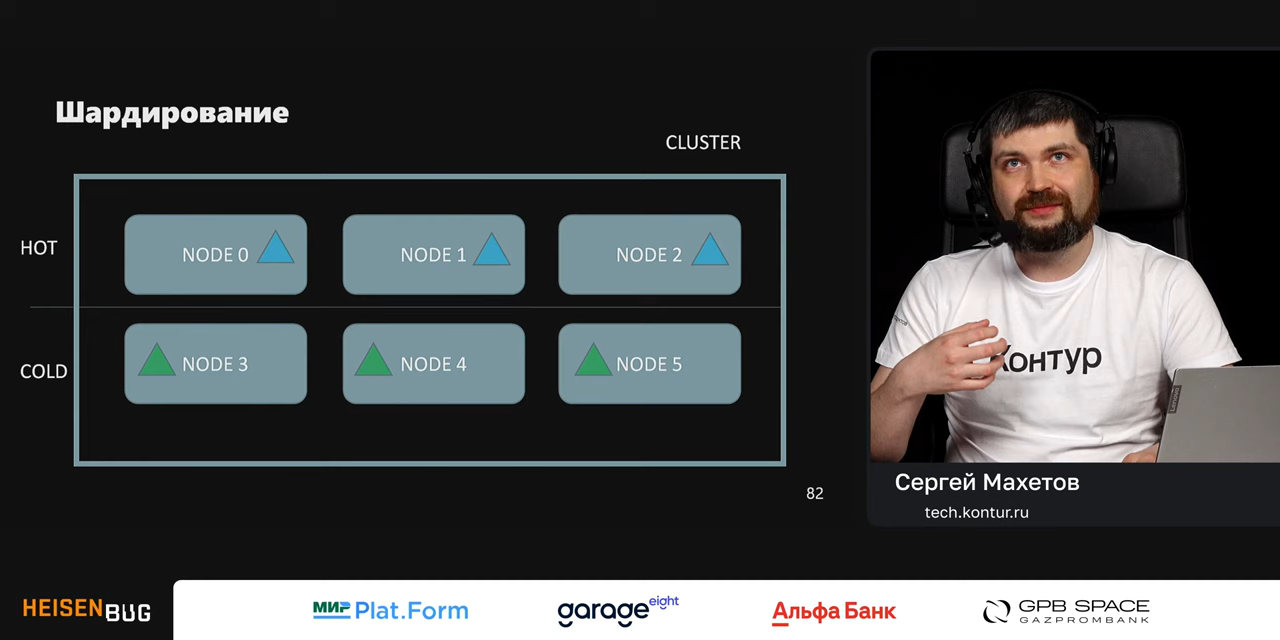 Шардирование
CLUSTER
HOT
NODE 0
NODE 1
NODE 2
COLD
NODE 3
NODE 4
NODE 5
82
Контур
Сергей Махетов
tech.kontur.ru
HEISENBUG
МИР Plat.Form
garage eight
Альфа Банк
GPB SPACE
GAZPROMBANK